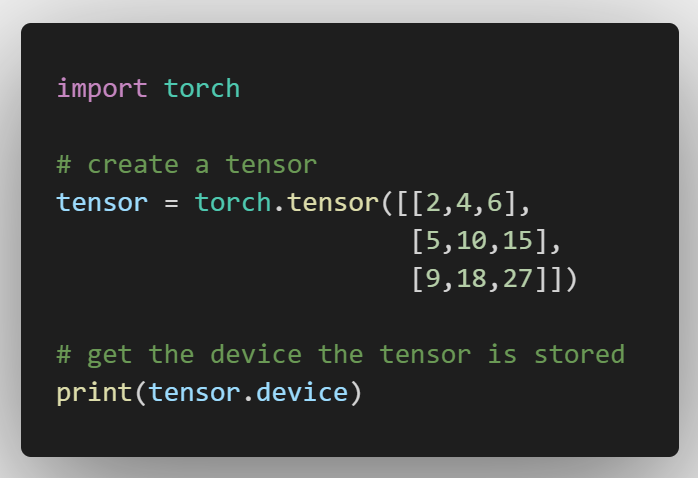 import torch
# create a tensor
tensor = torch.tensor([[2,4,6],
[5,10,15],
[9,18,27]])
# get the device the tensor is stored
print(tensor.device)